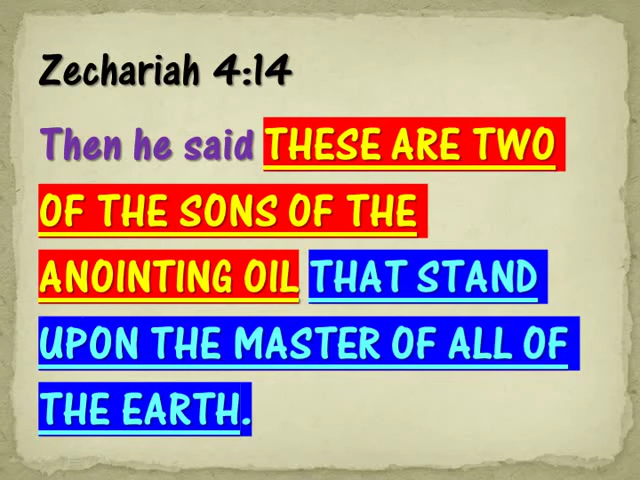 Zechariah 4:14
Then he said THESE ARE TWO
OF THE SONS OF THE
ANOINTING OIL THAT STAND
UPON THE MASTER OF ALL OF
THE EARTH.